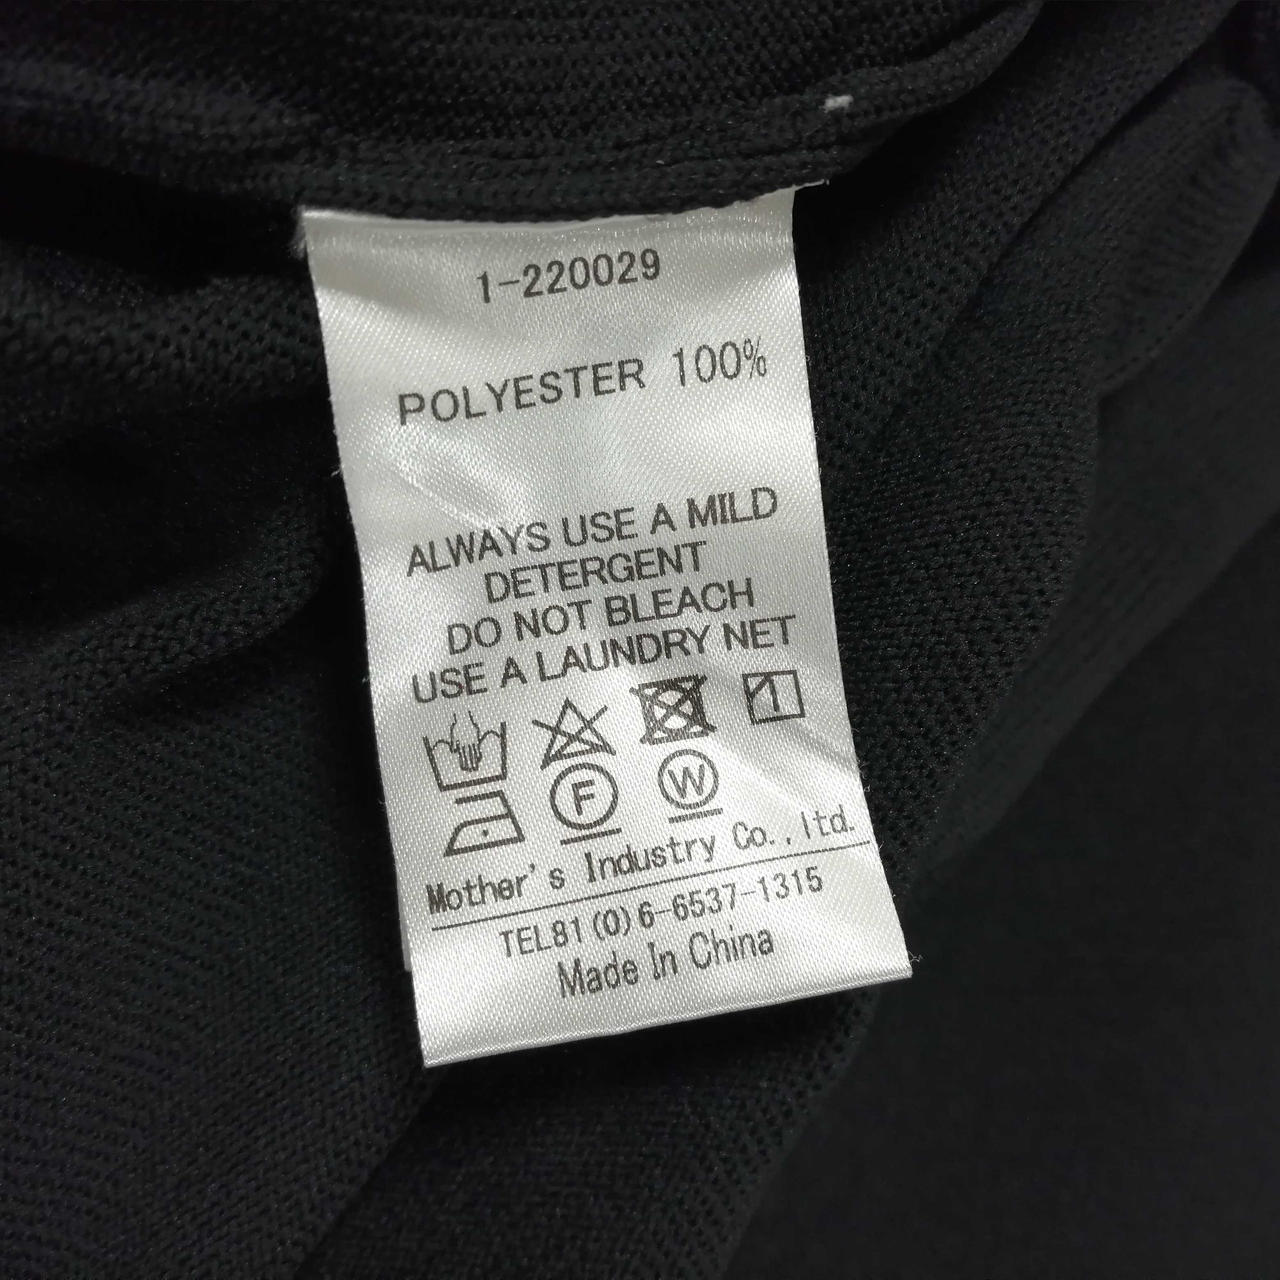 1-220029
POLYESTER 100%
ALWAYS USE A MILD
DETERGENT
DO NOT BLEACH
USE A LAUNDRY NET
F W
Mother's Industry Co.,ltd.
TEL81(0)6-6537-1315
Made In China